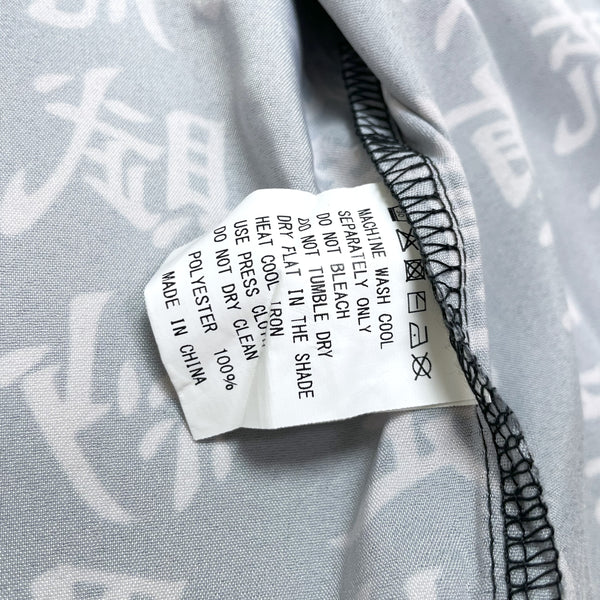 MACHINE WASH COOL
SEPARATELY ONLY
DO NOT BLEACH
DO NOT TUMBLE DRY
DRY FLAT IN THE SHADE
HEAT COOL IRON
USE PRESS CLOTH
DO NOT DRY CLEAN
POLYESTER 100%
MADE IN CHINA